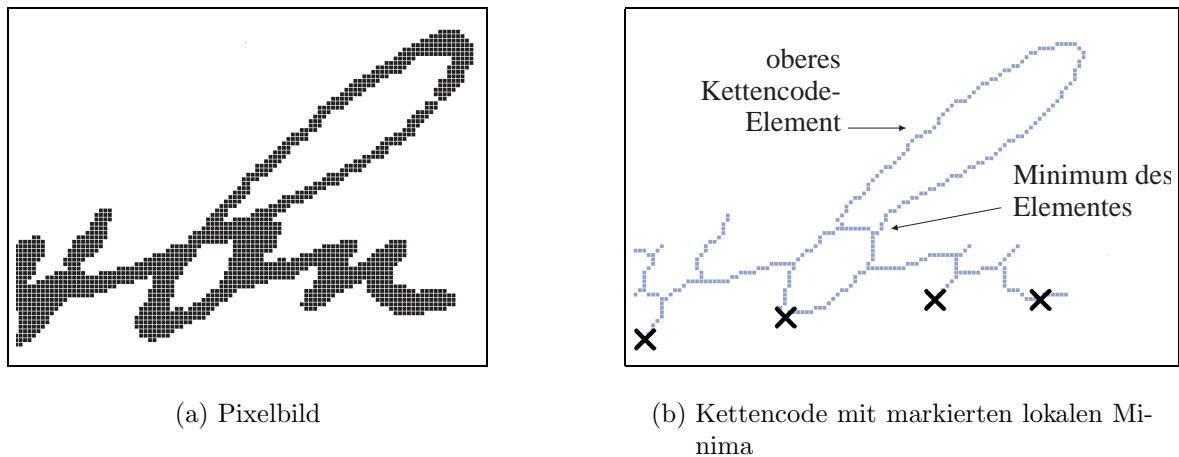 oberes
Kettencode-
Element
Minimum des
Elementes
(a) Pixelbild
(b) Kettencode mit markierten lokalen Mi-
nima